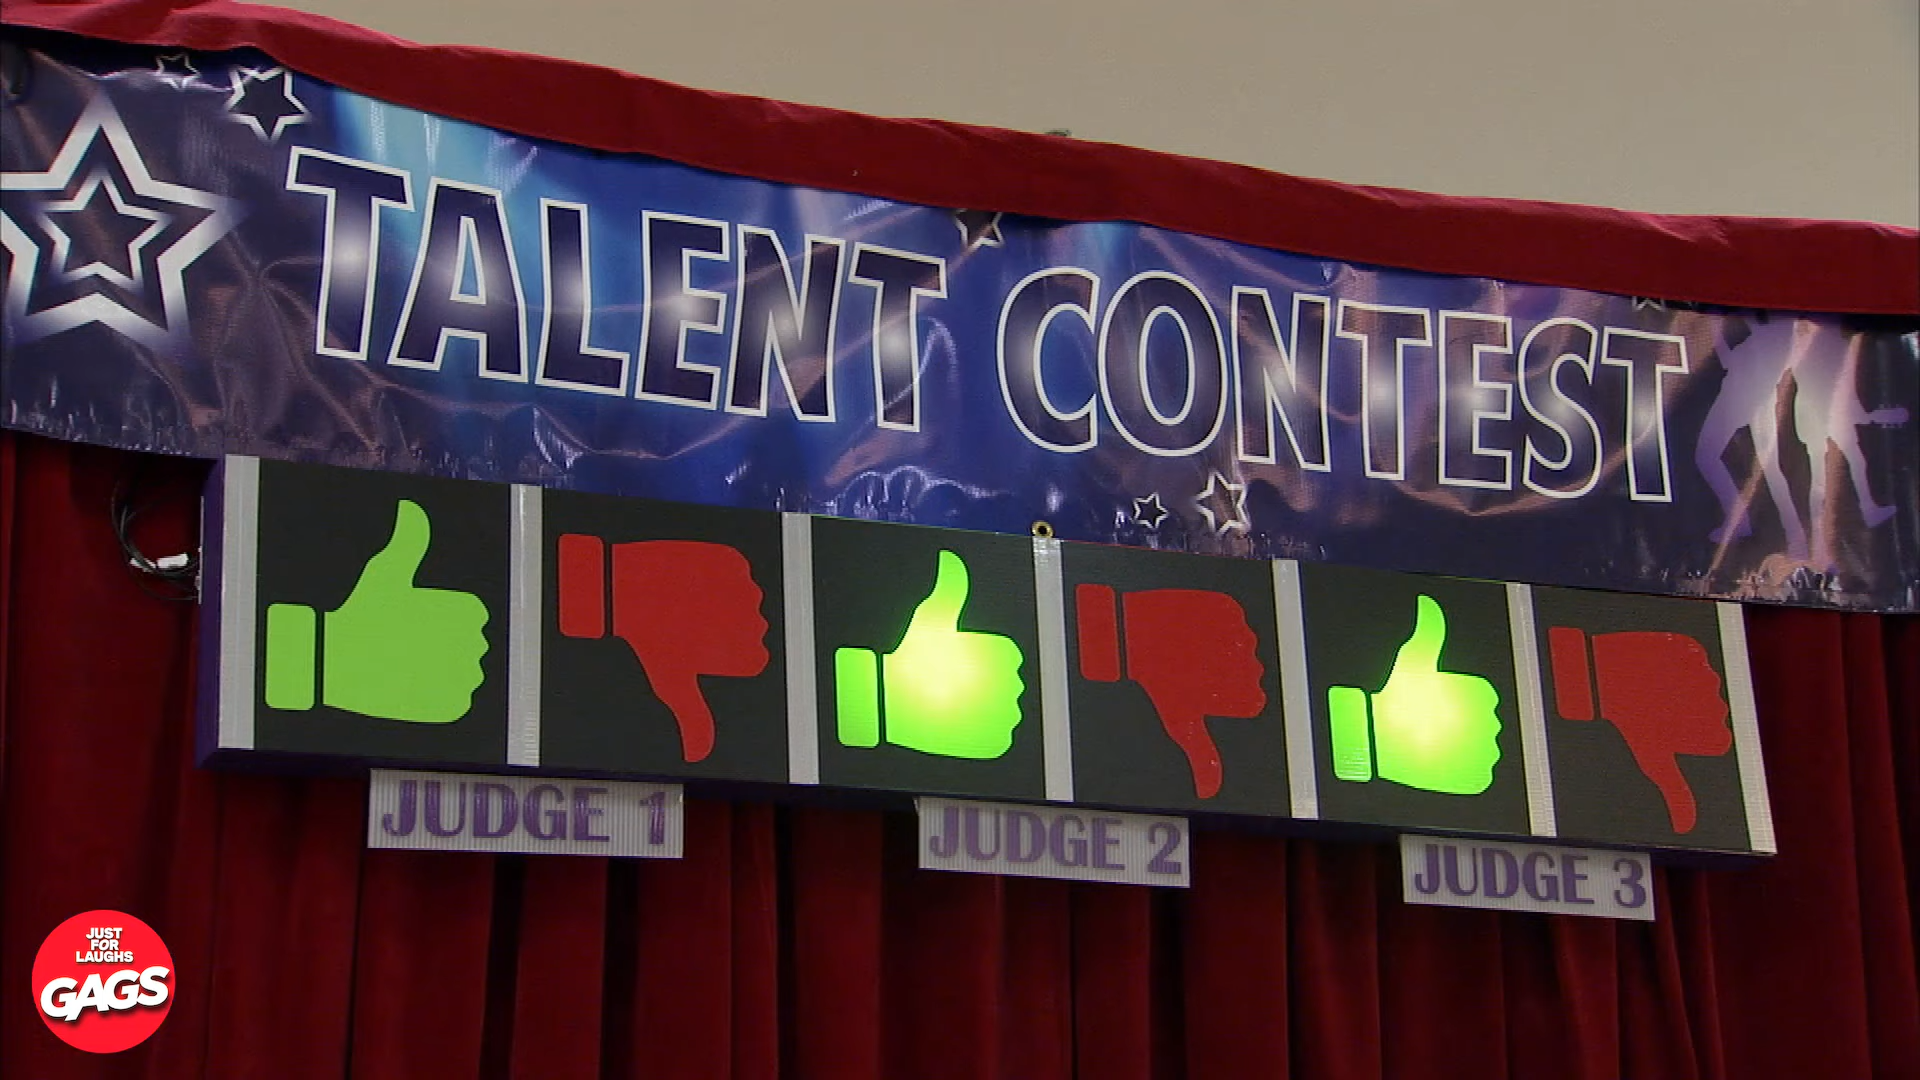 TALENT CONTEST
JUDGE 1
JUDGE 2
JUDGE 3
JUST
FOR
LAUGHS
GAGS